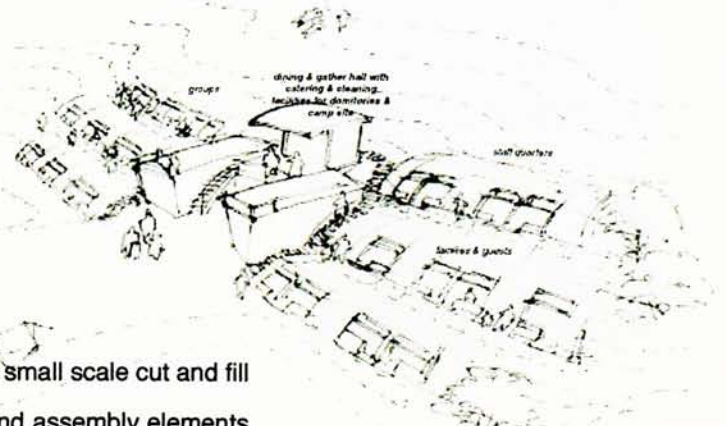 groups
dining & gather hall with
catering & cleaning
facilities for domitories &
camp site
staff quarters
families & guests
small scale cut and fill
nd assembly elements